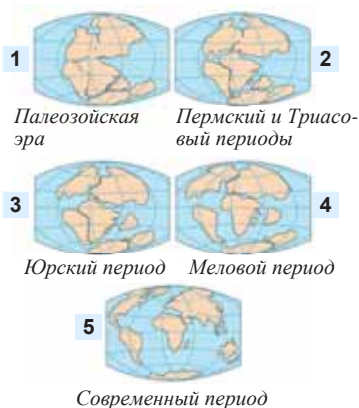 1
2
Палеозойская
эра
Пермский и Триасо-
вый периоды
3
4
Юрский период
Меловой период
5
Современный период